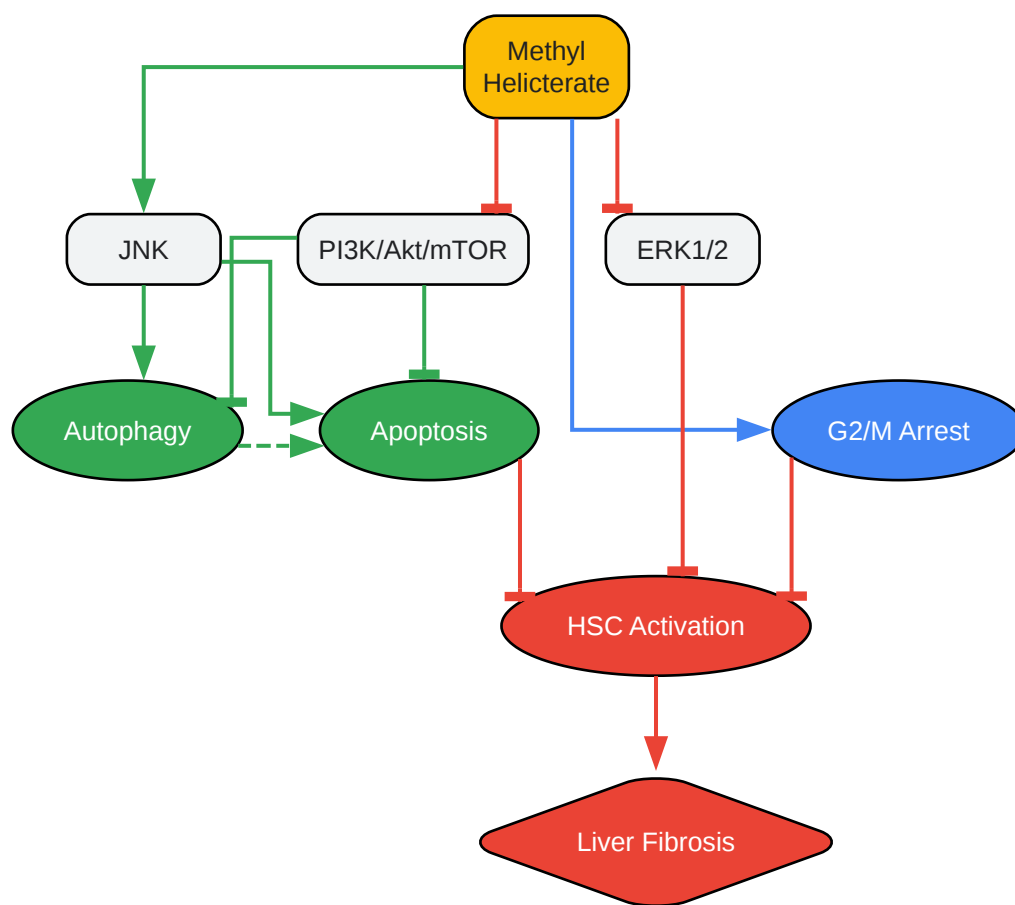 Methyl
Helicterate
JNK
PI3K/Akt/mTOR
ERK1/2
Autophagy
Apoptosis
G2/M Arrest
HSC Activation
Liver Fibrosis